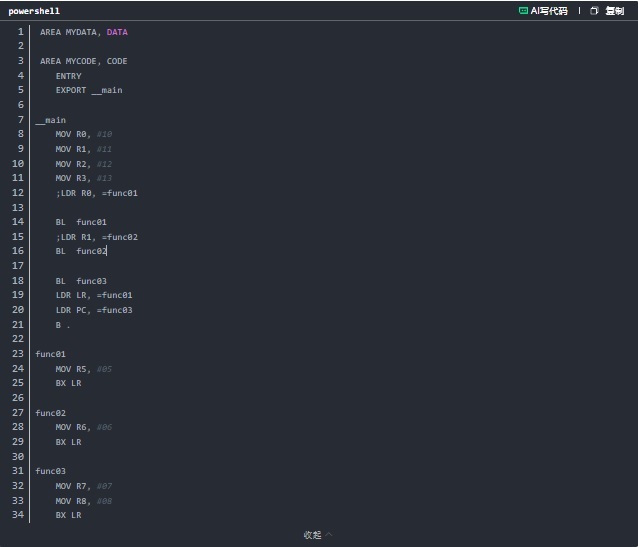 powershell AI写代码 复制
1 AREA MYDATA, DATA
2
3 AREA MYCODE, CODE
4 ENTRY
5 EXPORT __main
6
7 __main
8 MOV R0, #10
9 MOV R1, #11
10 MOV R2, #12
11 MOV R3, #13
12 ;LDR R0, =func01
13
14 BL  func01
15 ;LDR R1, =func02
16 BL  func02
17
18 BL  func03
19 LDR LR, =func01
20 LDR PC, =func03
21 B .
22
23 func01
24 MOV R5, #05
25 BX LR
26
27 func02
28 MOV R6, #06
29 BX LR
30
31 func03
32 MOV R7, #07
33 MOV R8, #08
34 BX LR
收起